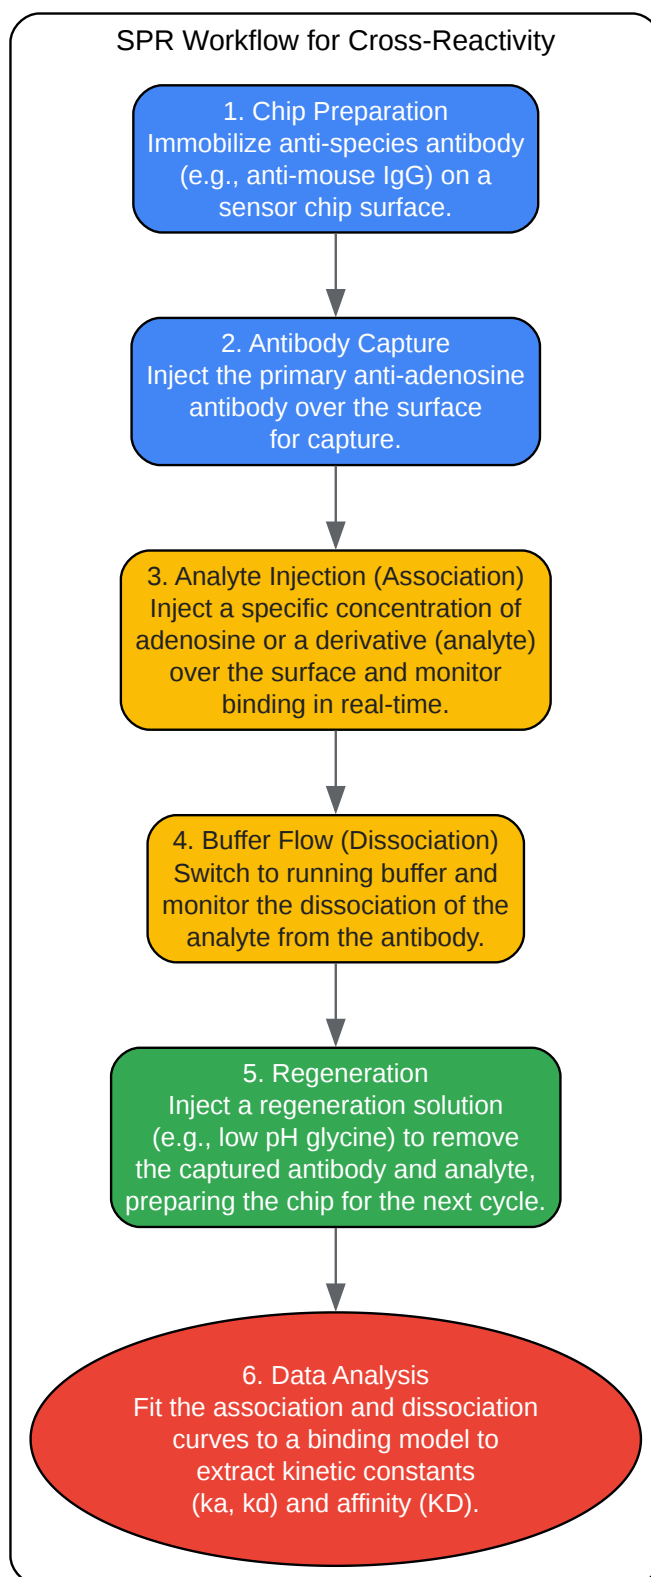 SPR Workflow for Cross-Reactivity
1. Chip Preparation
Immobilize anti-species antibody
(e.g., anti-mouse IgG) on a
sensor chip surface.
2. Antibody Capture
Inject the primary anti-adenosine
antibody over the surface
for capture.
3. Analyte Injection (Association)
Inject a specific concentration of
adenosine or a derivative (analyte)
over the surface and monitor
binding in real-time.
4. Buffer Flow (Dissociation)
Switch to running buffer and
monitor the dissociation of the
analyte from the antibody.
5. Regeneration
Inject a regeneration solution
(e.g., low pH glycine) to remove
the captured antibody and analyte,
preparing the chip for the next cycle.
6. Data Analysis
Fit the association and dissociation
curves to a binding model to
extract kinetic constants
(ka, kd) and affinity (KD).